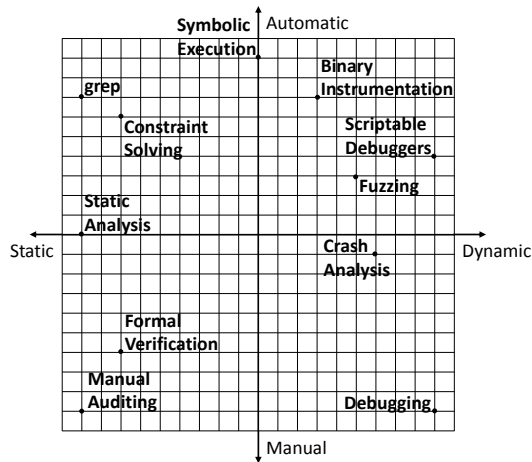 Symbolic
Execution
Automatic
Binary
Instrumentation
grep
Constraint
Solving
Scriptable
Debuggers
Fuzzing
Static
Analysis
Static
Dynamic
Crash
Analysis
Formal
Verification
Manual
Auditing
Debugging
Manual